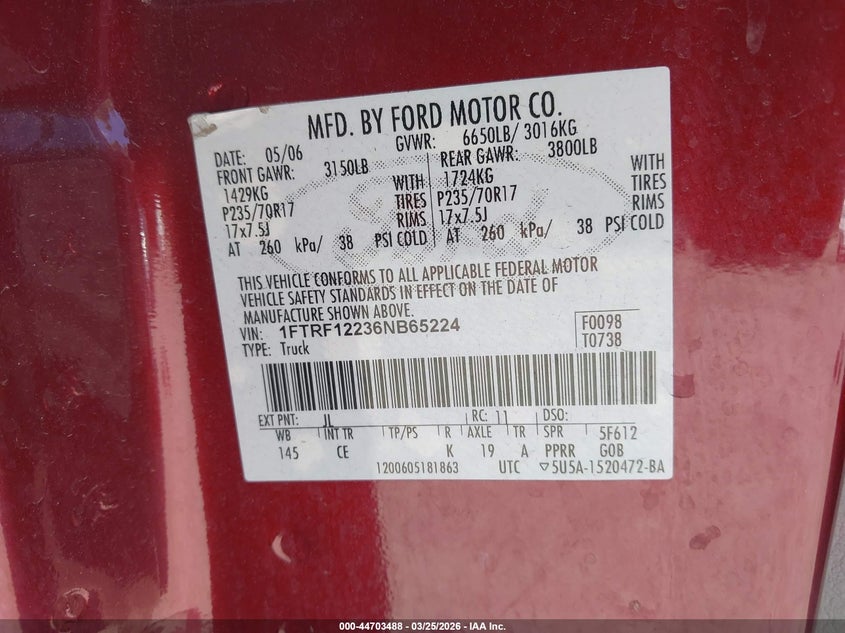 MFD. BY FORD MOTOR CO.
DATE: 05/06 GVWR: 6650LB/ 3016KG
FRONT GAWR: 3150LB REAR GAWR: 3800LB
1429KG WITH 1724KG WITH
P235/70R17 TIRES P235/70R17 TIRES
17x7.5J RIMS 17x7.5J RIMS
AT 260 kPa/ 38 PSI COLD AT 260 kPa/ 38 PSI COLD
THIS VEHICLE CONFORMS TO ALL APPLICABLE FEDERAL MOTOR
VEHICLE SAFETY STANDARDS IN EFFECT ON THE DATE OF
MANUFACTURE SHOWN ABOVE.
VIN: 1FTRF12236NB65224 F0098
TYPE: Truck T0738
EXT PNT: JL RC: 11 DSO:
WB INT TR TP/PS R AXLE TR SPR 5F612
145 CE K 19 A PPRR GOB
1200605181863 UTC ▽5U5A-1520472-BA
000-44703488 - 03/25/2026 - IAA Inc.